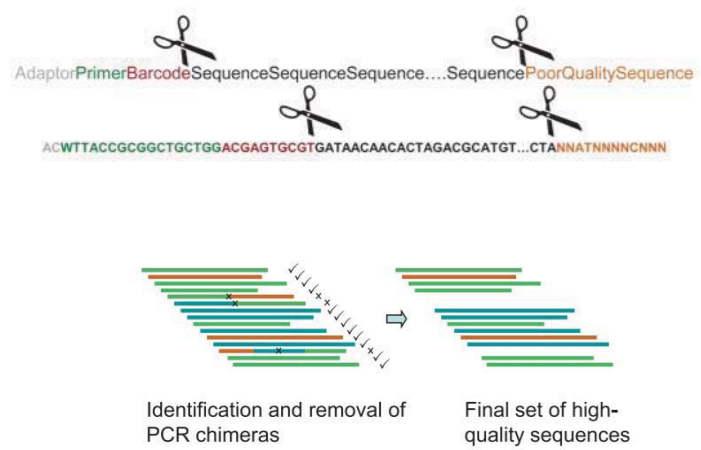 AdaptorPrimerBarcodeSequenceSequenceSequence....SequencePoorQualitySequence
ACWTTACCGCGGCTGCTGGACGAGTGCGTGATAACAACACTAGACGCATGT...CTANNATNNNNCNNN
Identification and removal of
PCR chimeras
Final set of high-
quality sequences